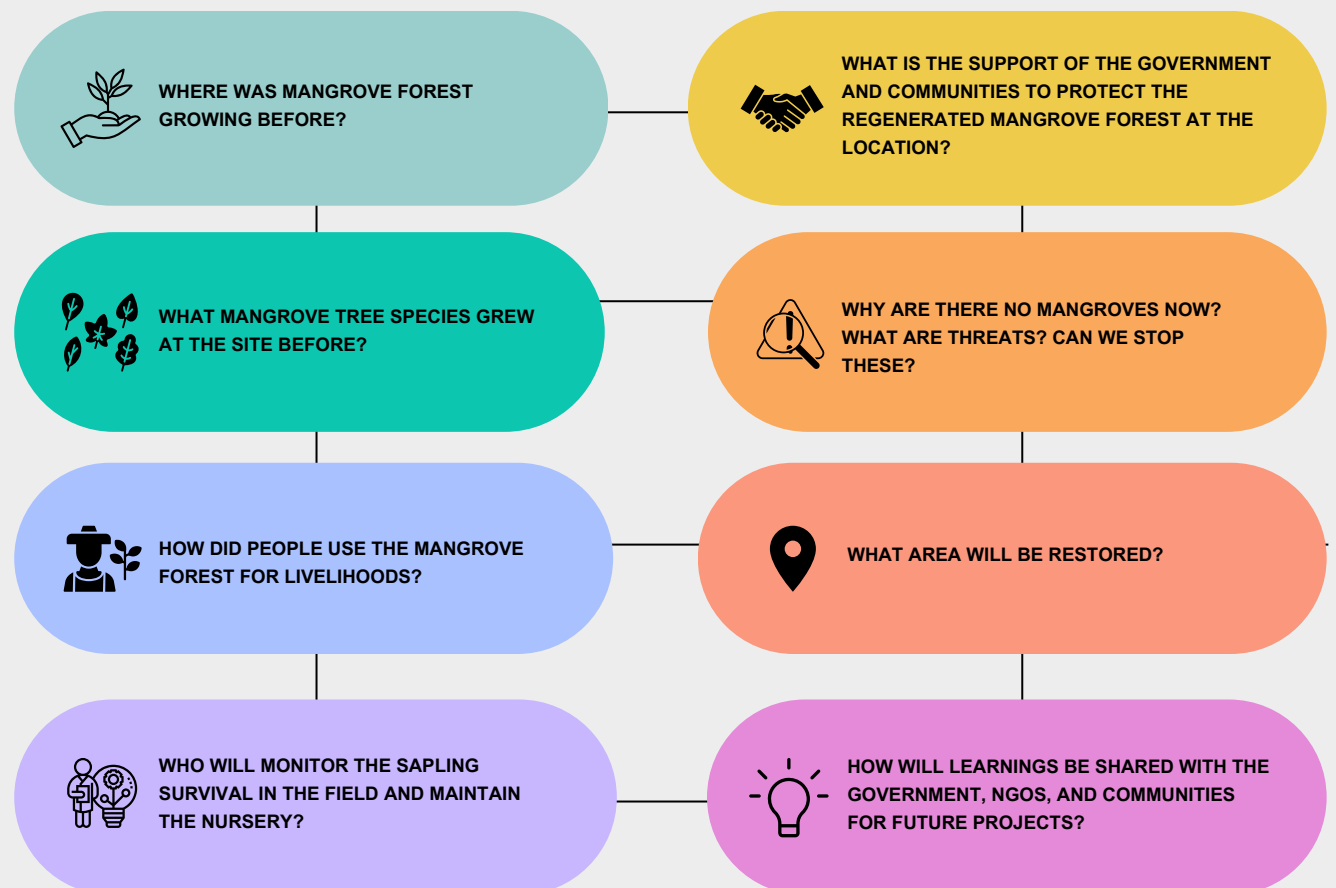 WHERE WAS MANGROVE FOREST
GROWING BEFORE?
WHAT IS THE SUPPORT OF THE GOVERNMENT
AND COMMUNITIES TO PROTECT THE
REGENERATED MANGROVE FOREST AT THE
LOCATION?
WHAT MANGROVE TREE SPECIES GREW
AT THE SITE BEFORE?
WHY ARE THERE NO MANGROVES NOW?
WHAT ARE THREATS? CAN WE STOP
THESE?
HOW DID PEOPLE USE THE MANGROVE
FOREST FOR LIVELIHOODS?
WHAT AREA WILL BE RESTORED?
WHO WILL MONITOR THE SAPLING
SURVIVAL IN THE FIELD AND MAINTAIN
THE NURSERY?
HOW WILL LEARNINGS BE SHARED WITH THE
GOVERNMENT, NGOS, AND COMMUNITIES
FOR FUTURE PROJECTS?